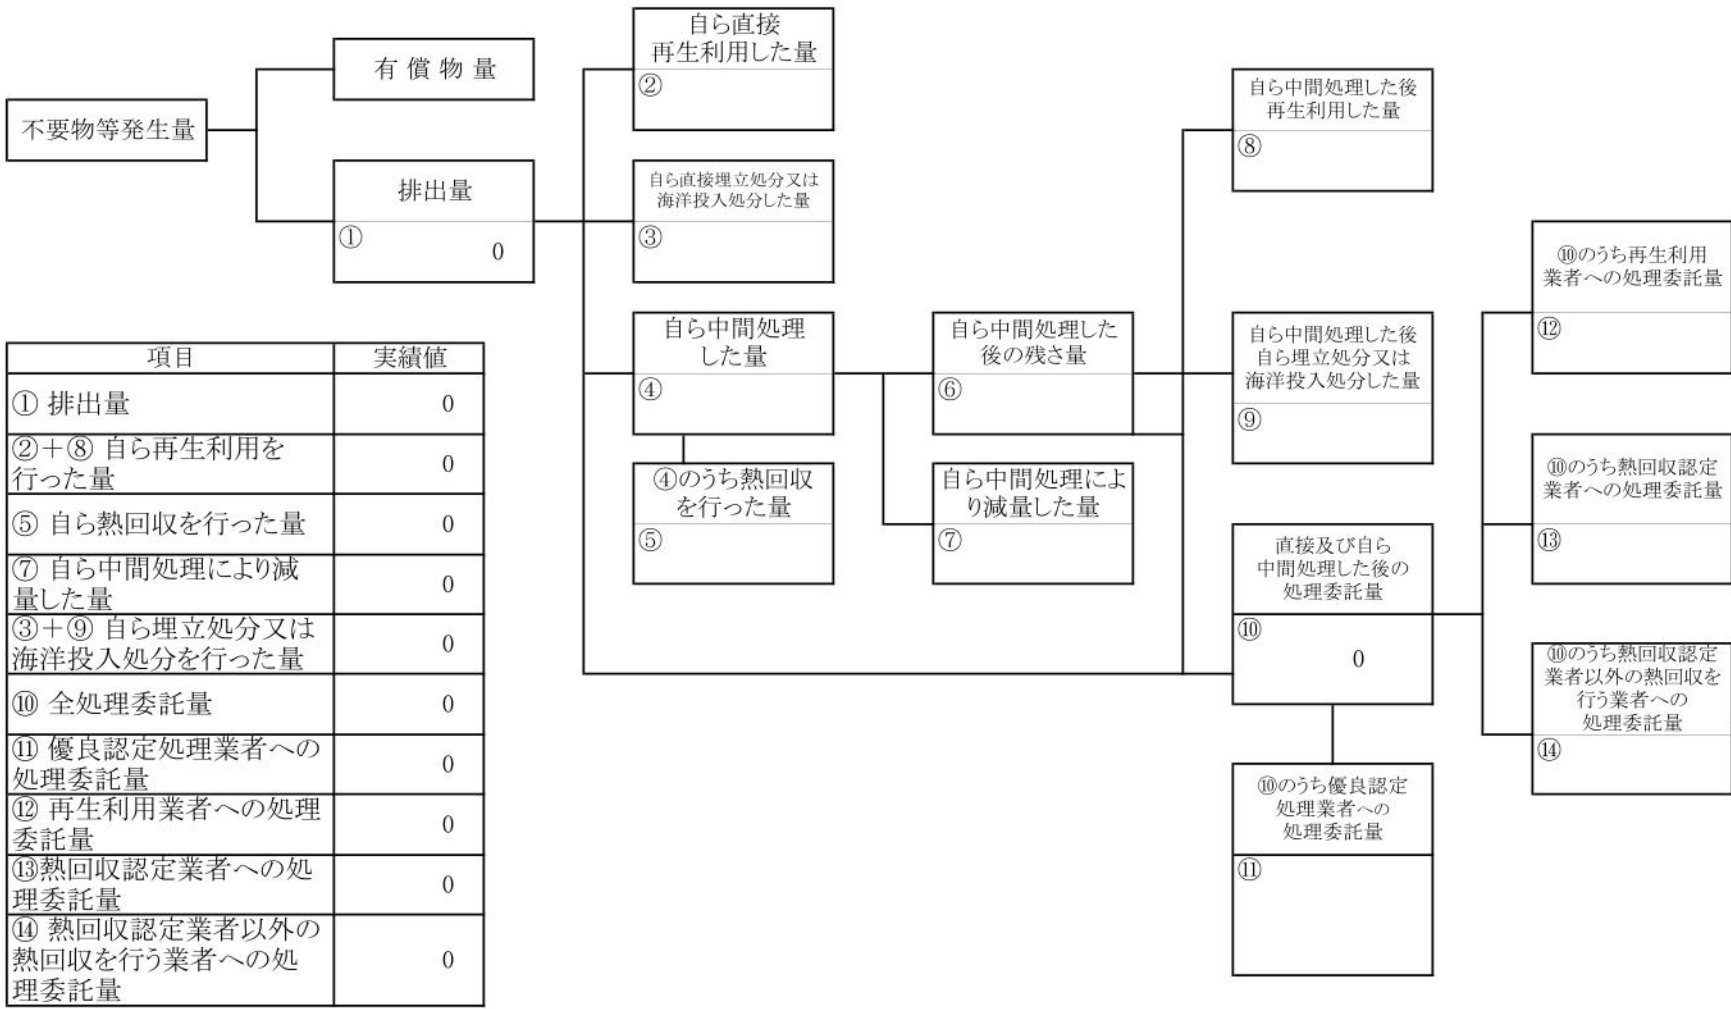 不要物等発生量
有 償 物 量
排出量
①
0
自ら直接
再生利用した量
②
自ら直接埋立処分又は
海洋投入処分した量
③
自ら中間処理
した量
④
④のうち熱回収
を行った量
⑤
自ら中間処理した
後の残さ量
⑥
自ら中間処理によ
り減量した量
⑦
自ら中間処理した後
再生利用した量
⑧
自ら中間処理した後
自ら埋立処分又は
海洋投入処分した量
⑨
直接及び自ら
中間処理した後の
処理委託量
⑩
0
⑩のうち優良認定
処理業者への
処理委託量
⑪
⑩のうち再生利用
業者への処理委託量
⑫
⑩のうち熱回収認定
業者への処理委託量
⑬
⑩のうち熱回収認定
業者以外の熱回収を
行う業者への
処理委託量
⑭
項目 実績値
① 排出量 0
②＋⑧ 自ら再生利用を
行った量 0
⑤ 自ら熱回収を行った量 0
⑦ 自ら中間処理により減
量した量 0
③＋⑨ 自ら埋立処分又は
海洋投入処分を行った量 0
⑩ 全処理委託量 0
⑪ 優良認定処理業者への
処理委託量 0
⑫ 再生利用業者への処理
委託量 0
⑬熱回収認定業者への処
理委託量 0
⑭ 熱回収認定業者以外の
熱回収を行う業者への処 0
理委託量